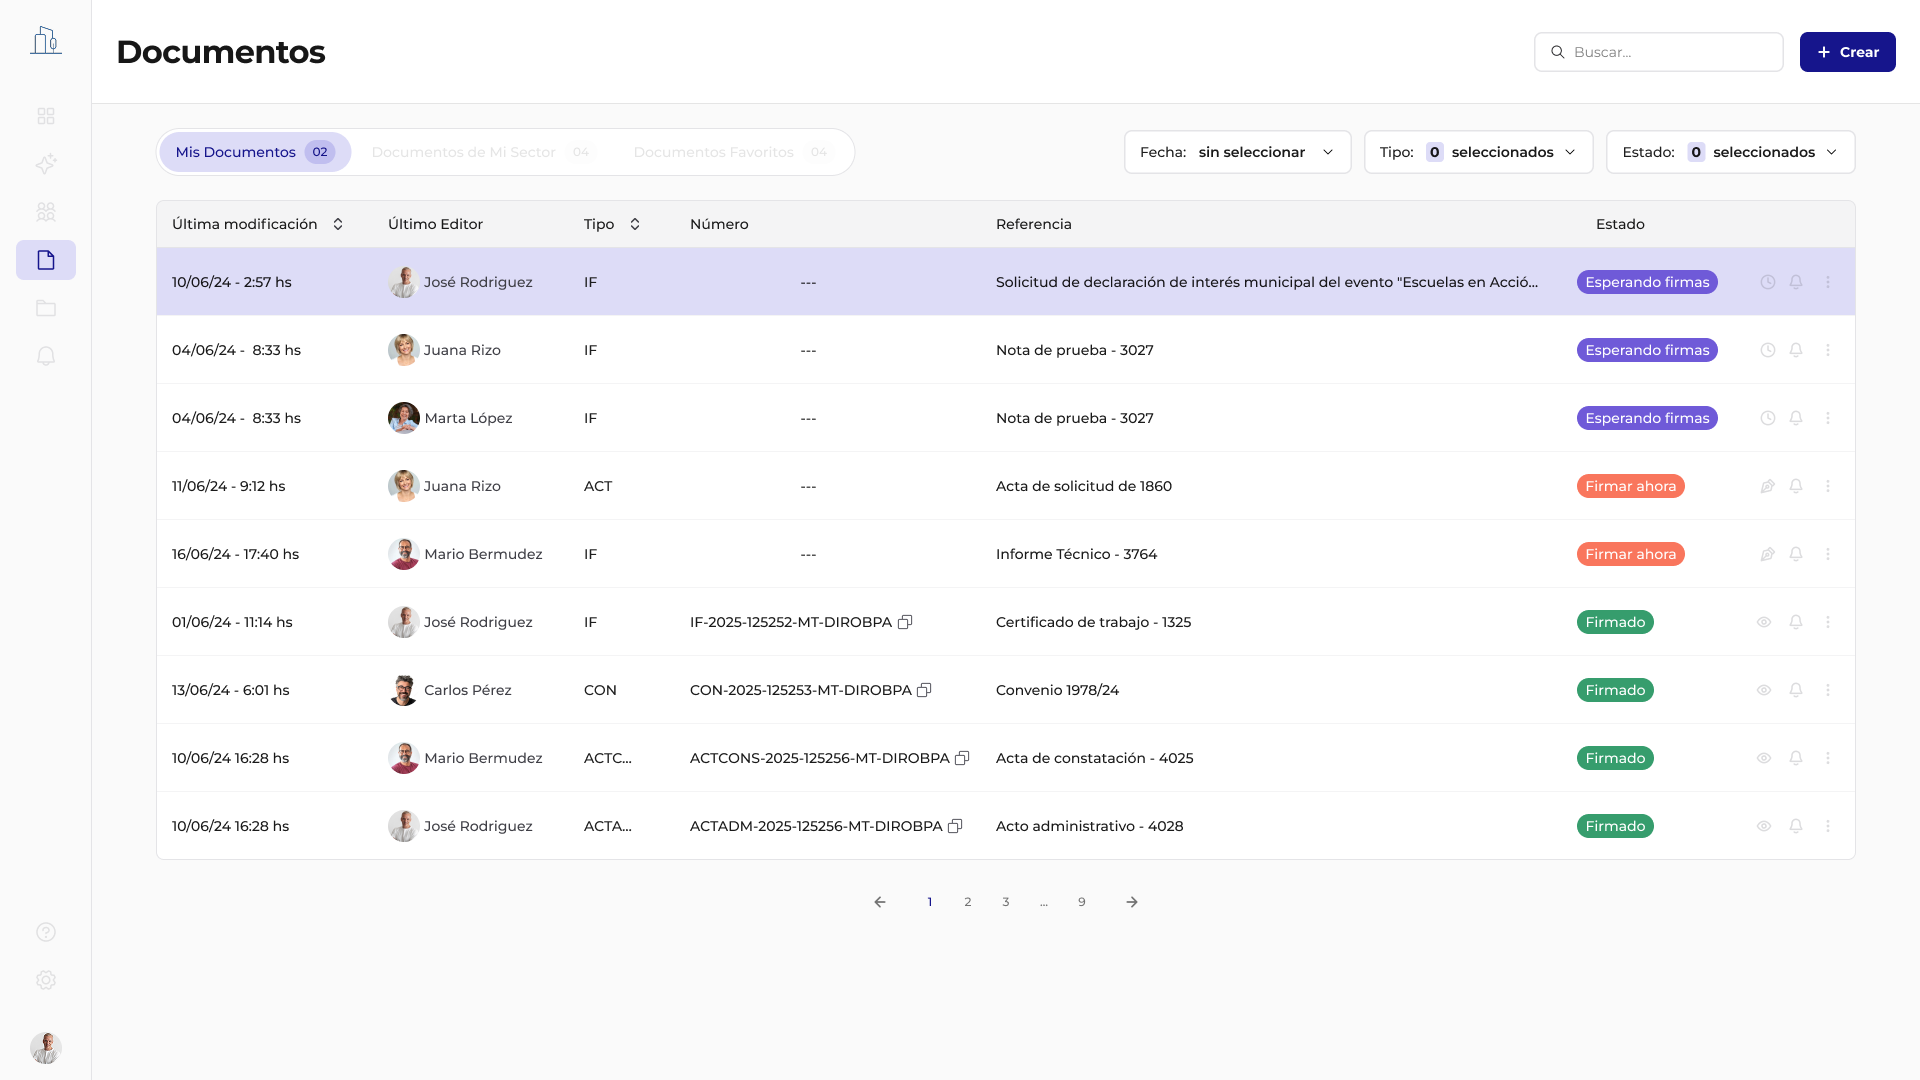 Documentos
Buscar...
Crear
Mis Documentos 02
Documentos de Mi Sector 04
Documentos Favoritos 04
Fecha: sin seleccionar
Tipo: 0 seleccionados
Estado: 0 seleccionados
Última modificación Último Editor Tipo Número Referencia Estado
10/06/24 - 2:57 hs José Rodriguez IF --- Solicitud de declaración de interés municipal del evento "Escuelas en Acció... Esperando firmas
04/06/24 - 8:33 hs Juana Rizo IF --- Nota de prueba - 3027 Esperando firmas
04/06/24 - 8:33 hs Marta López IF --- Nota de prueba - 3027 Esperando firmas
11/06/24 - 9:12 hs Juana Rizo ACT --- Acta de solicitud de 1860 Firmar ahora
16/06/24 - 17:40 hs Mario Bermudez IF --- Informe Técnico - 3764 Firmar ahora
01/06/24 - 11:14 hs José Rodriguez IF IF-2025-125252-MT-DIROBPA Certificado de trabajo - 1325 Firmado
13/06/24 - 6:01 hs Carlos Pérez CON CON-2025-125253-MT-DIROBPA Convenio 1978/24 Firmado
10/06/24 16:28 hs Mario Bermudez ACTC... ACTCONS-2025-125256-MT-DIROBPA Acta de constatación - 4025 Firmado
10/06/24 16:28 hs José Rodriguez ACTA... ACTADM-2025-125256-MT-DIROBPA Acto administrativo - 4028 Firmado
1 2 3 ... 9